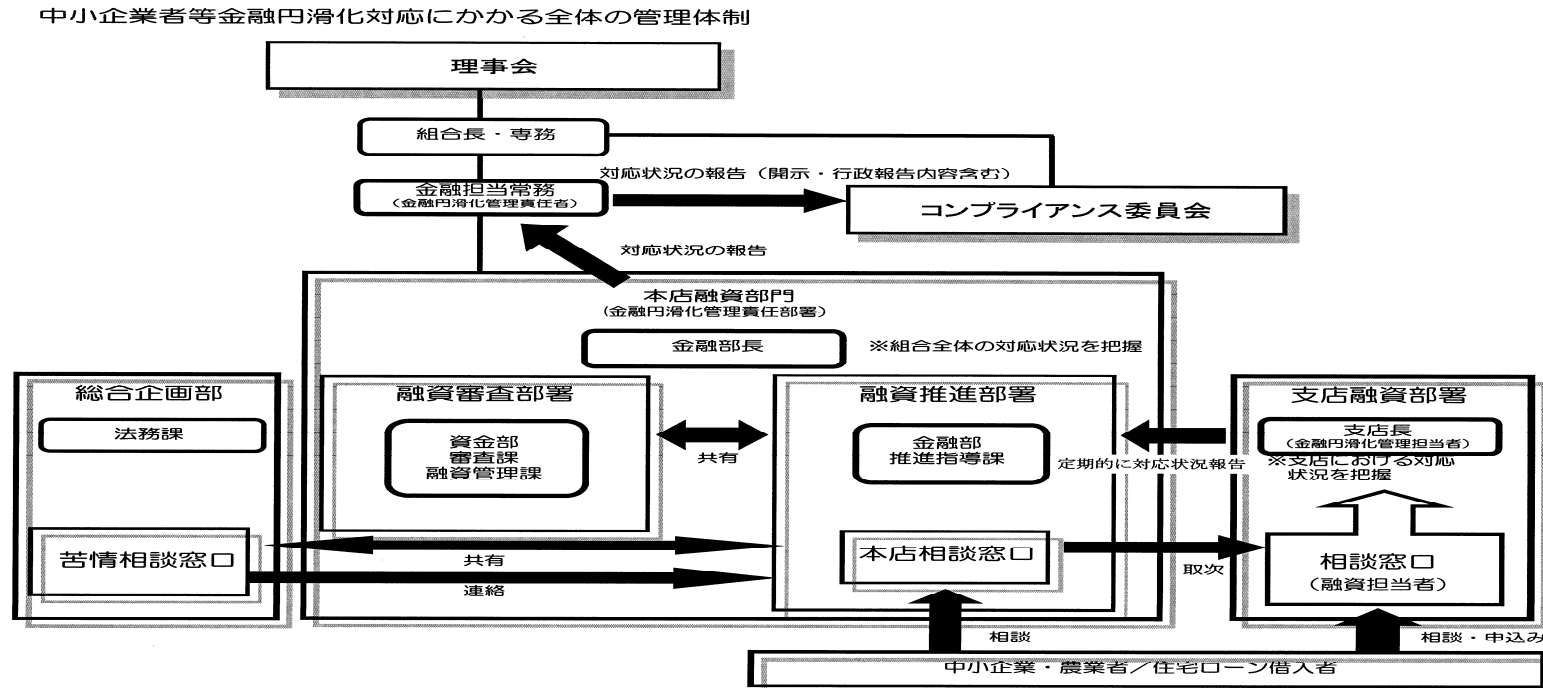 中小企業者等金融円滑化対応にかかる全体の管理体制
理事会
組合長・専務
金融担当常務
(金融円滑化管理責任者)
対応状況の報告（開示・行政報告内容含む）
コンプライアンス委員会
対応状況の報告
本店融資部門
(金融円滑化管理責任部署)
金融部長
※組合全体の対応状況を把握
総合企画部
法務課
苦情相談窓口
融資審査部署
資金部
審査課
融資管理課
共有
融資推進部署
金融部
推進指導課
定期的に対応状況報告
支店融資部署
支店長
(金融円滑化管理担当者)
※支店における対応
状況を把握
共有
連絡
本店相談窓口
取次
相談窓口
(融資担当者)
相談
相談・申込み
中小企業・農業者／住宅ローン借入者